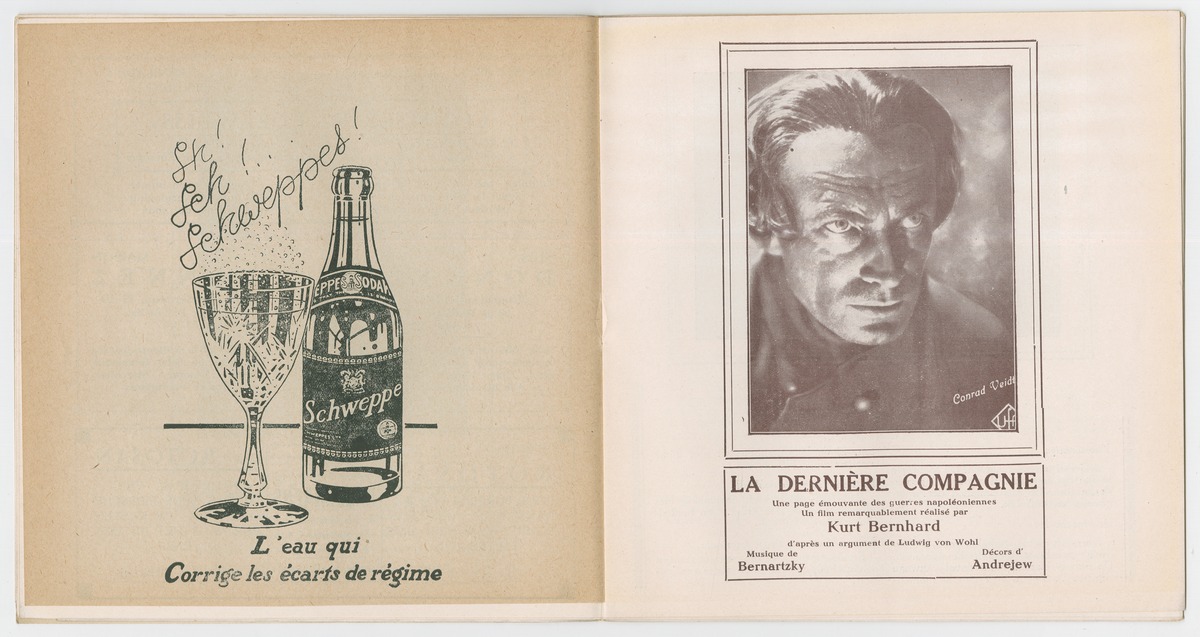 Sh!
Sch!..
Schweppes!
PPE SODA
Schweppe
L'eau qui
Corrige les écarts de régime
Conrad Veidt
Ufa
LA DERNIÈRE COMPAGNIE
Une page émouvante des guerres napoléoniennes
Un film remarquablement réalisé par
Kurt Bernhard
d'après un argument de Ludwig von Wohl
Musique de
Bernartzky
Décors d'
Andrejew